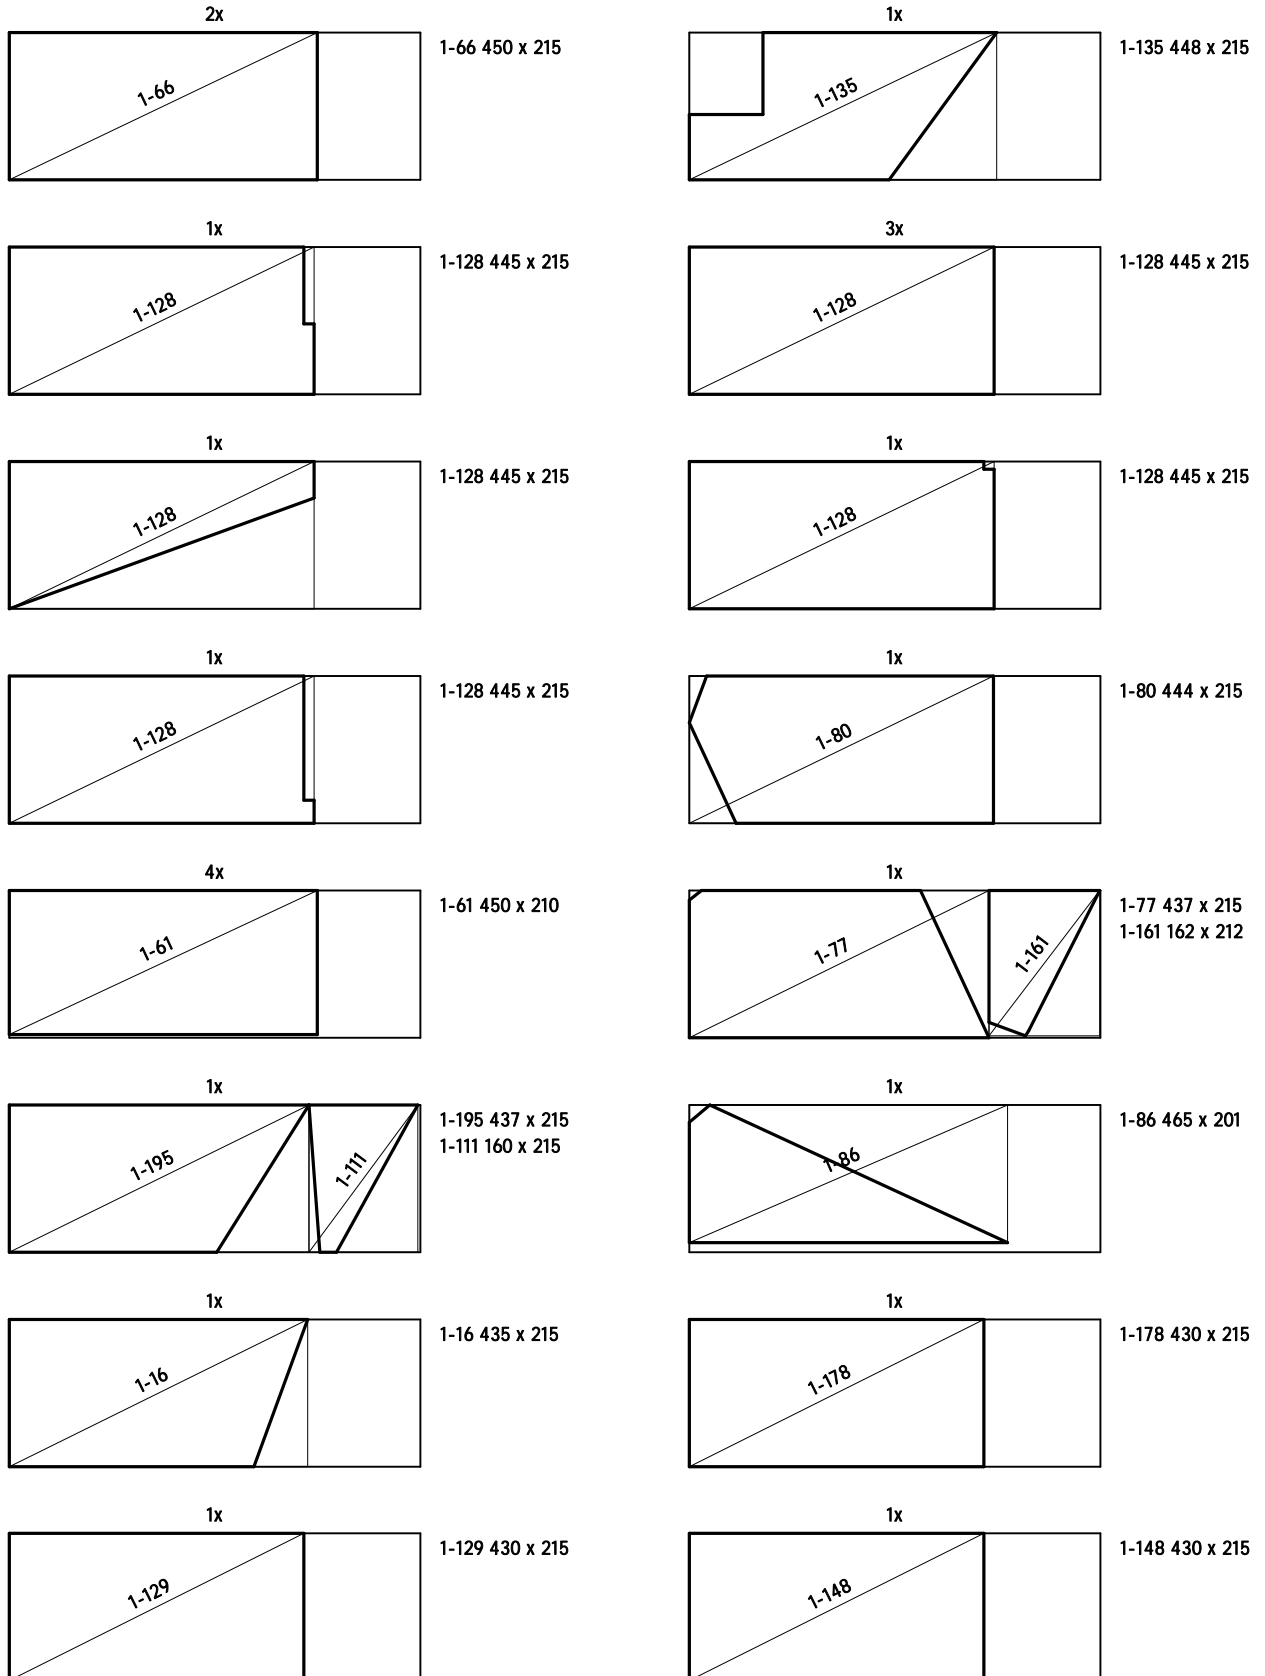 2x
1-66
1-66 450 x 215
1x
1-135
1-135 448 x 215
1x
1-128
1-128 445 x 215
3x
1-128
1-128 445 x 215
1x
1-128
1-128 445 x 215
1x
1-128
1-128 445 x 215
1x
1-128
1-128 445 x 215
1x
1-80
1-80 444 x 215
4x
1-61
1-61 450 x 210
1x
1-77
1-161
1-77 437 x 215
1-161 162 x 212
1x
1-195
1-111
1-195 437 x 215
1-111 160 x 215
1x
1-86
1-86 465 x 201
1x
1-16
1-16 435 x 215
1x
1-178
1-178 430 x 215
1x
1-129
1-129 430 x 215
1x
1-148
1-148 430 x 215